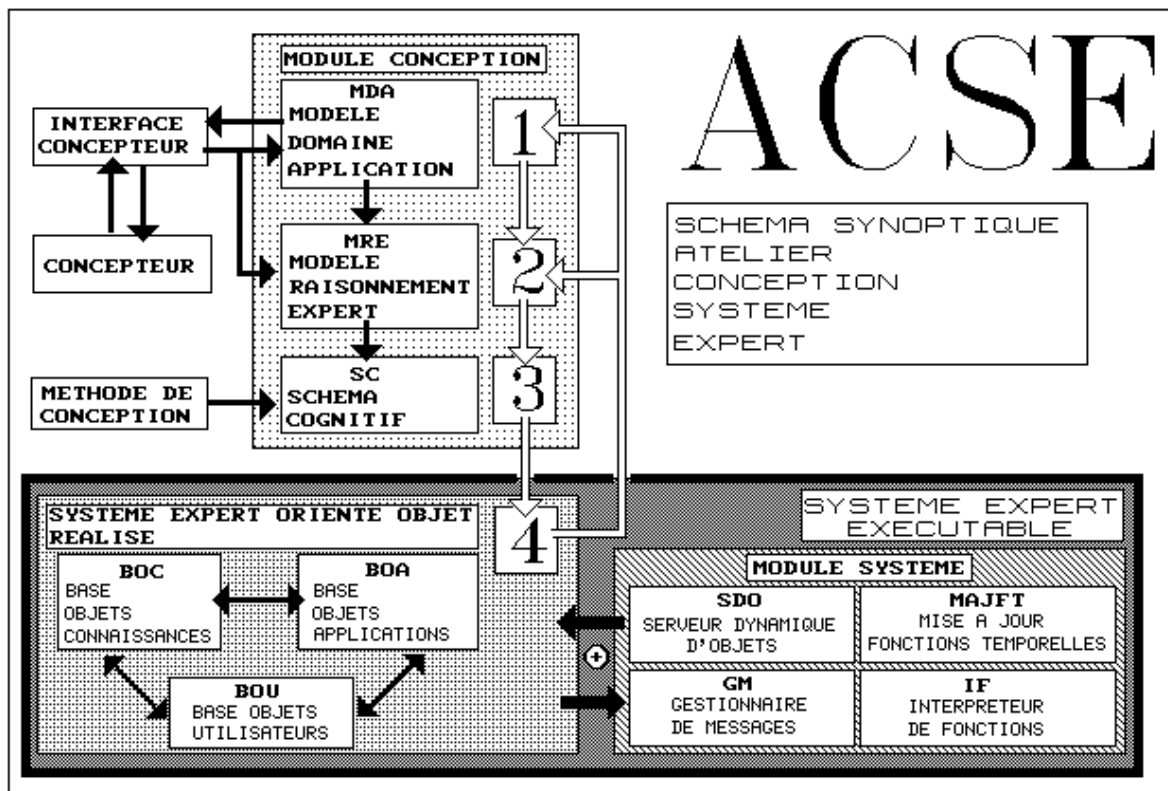 ACSE
SCHEMA SYNOPTIQUE
ATELIER
CONCEPTION
SYSTEME
EXPERT
MODULE CONCEPTION
MDA
MODELE
DOMAINE
APPLICATION
1
INTERFACE
CONCEPTEUR
CONCEPTEUR
MRE
MODELE
RAISONNEMENT
EXPERT
2
METHODE DE
CONCEPTION
SC
SCHEMA
COGNITIF
3
SYSTEME EXPERT ORIENTE OBJET
REALISE
4
BOC
BASE
OBJETS
CONNAISSANCES
BOA
BASE
OBJETS
APPLICATIONS
BOU
BASE OBJETS
UTILISATEURS
+
SYSTEME EXPERT
EXECUTABLE
MODULE SYSTEME
SDO
SERVEUR DYNAMIQUE
D'OBJETS
MAJFT
MISE A JOUR
FONCTIONS TEMPORELLES
GM
GESTIONNAIRE
DE MESSAGES
IF
INTERPRETEUR
DE FONCTIONS